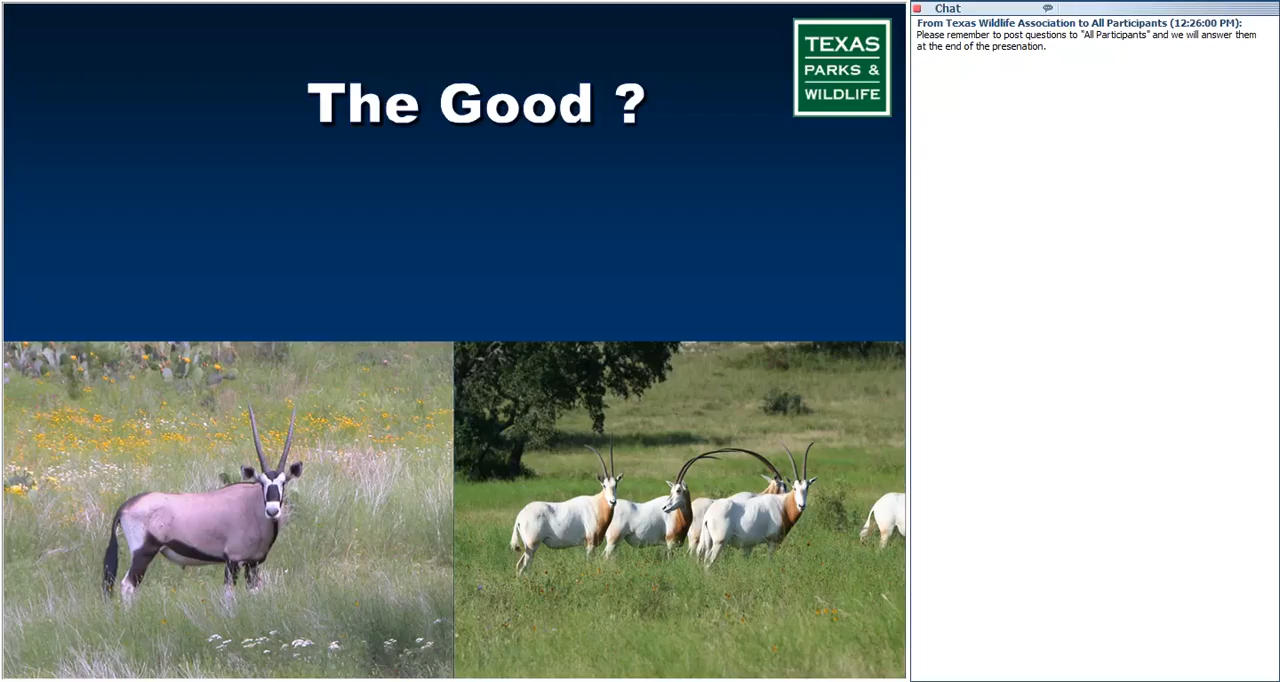 The Good ?
TEXAS
PARKS &
WILDLIFE
Chat
From Texas Wildlife Association to All Participants (12:26:00 PM):
Please remember to post questions to "All Participants" and we will answer them
at the end of the presenation.